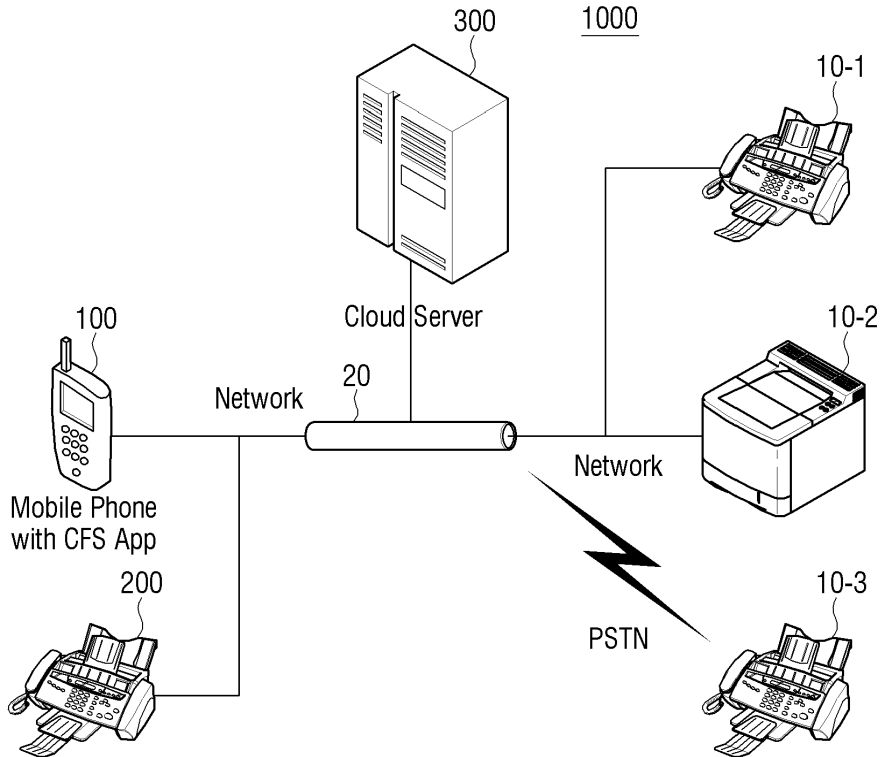 300
1000
10-1
Cloud Server
100
10-2
20
Network
Network
Mobile Phone
with CFS App
200
10-3
PSTN